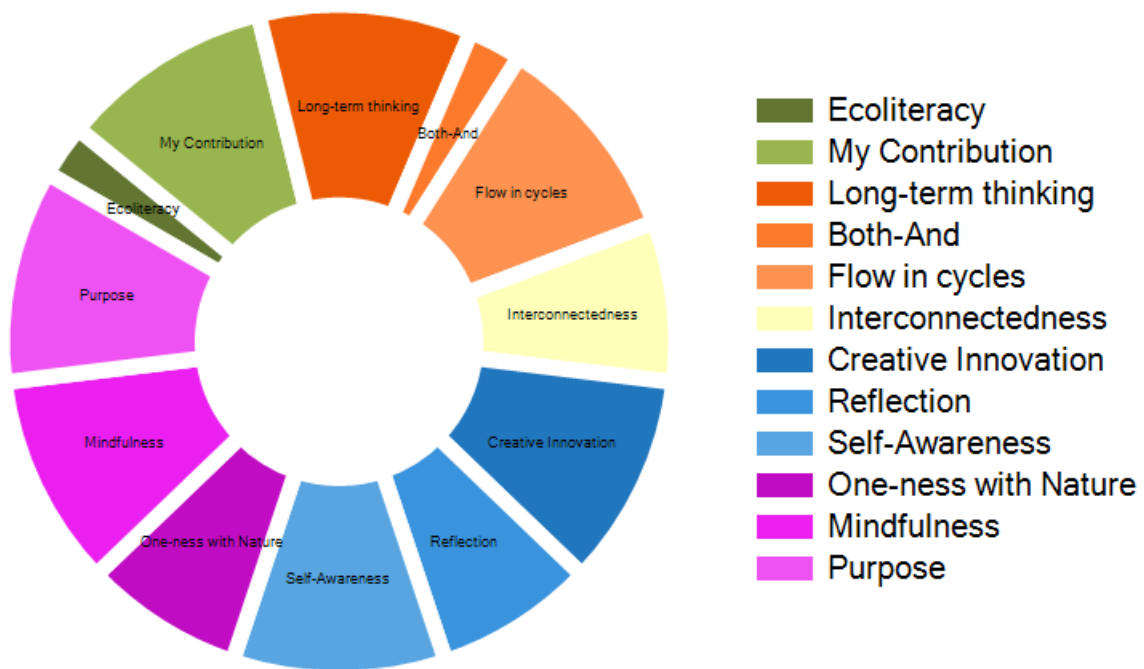 Long-term thinking
Both-And
My Contribution
Flow in cycles
Ecoliteracy
Purpose
Interconnectedness
Mindfulness
Creative Innovation
One-ness with Nature
Reflection
Self-Awareness
Ecoliteracy
My Contribution
Long-term thinking
Both-And
Flow in cycles
Interconnectedness
Creative Innovation
Reflection
Self-Awareness
One-ness with Nature
Mindfulness
Purpose